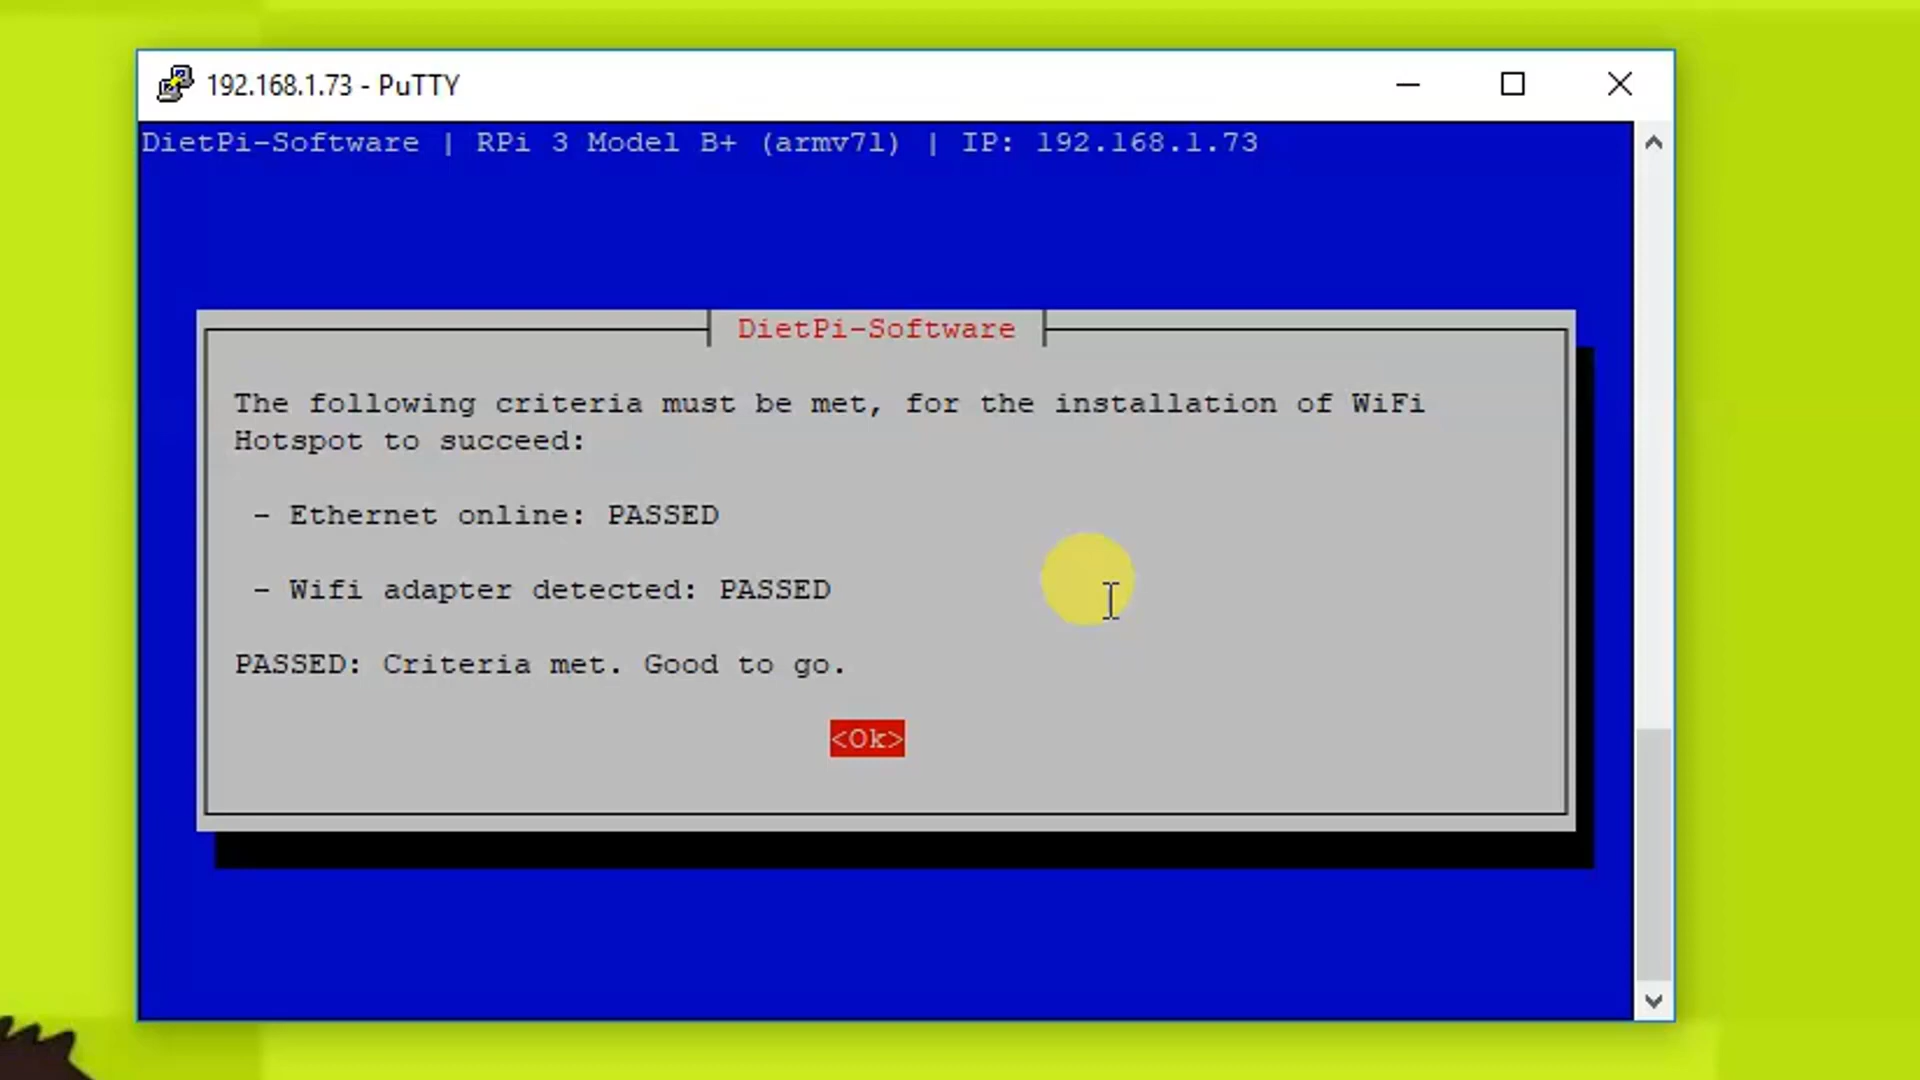 192.168.1.73 - PuTTY
DietPi-Software | RPi 3 Model B+ (armv7l) | IP: 192.168.1.73
DietPi-Software
The following criteria must be met, for the installation of WiFi
Hotspot to succeed:
- Ethernet online: PASSED
- Wifi adapter detected: PASSED
PASSED: Criteria met. Good to go.
<Ok>